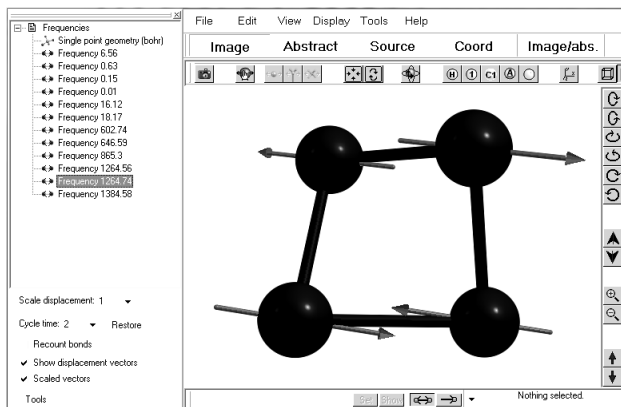 File Edit View Display Tools Help
Image Abstract Source Coord Image/abs.
Frequencies
Single point geometry (bohr)
Frequency 6.56
Frequency 0.63
Frequency 0.15
Frequency 0.01
Frequency 16.12
Frequency 18.17
Frequency 602.74
Frequency 646.59
Frequency 865.3
Frequency 1264.56
Frequency 1264.74
Frequency 1384.58
Scale displacement: 1
Cycle time: 2 Restore
Recount bonds
Show displacement vectors
Scaled vectors
Tools
H 1 C1 A
Set Show
Nothing selected.